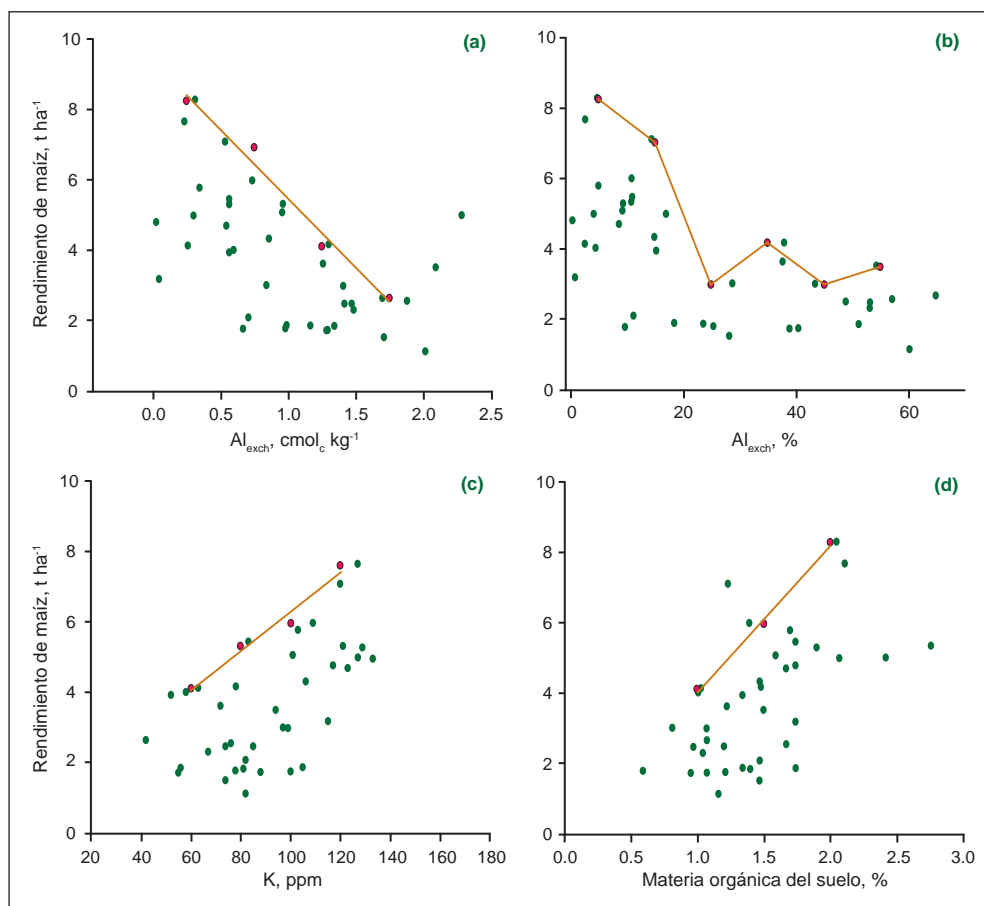 (a)
10
8
6
4
2
0
Rendimiento de maíz, t ha⁻¹
0.0 0.5 1.0 1.5 2.0 2.5
Al_exch, cmol_c kg⁻¹
(b)
10
8
6
4
2
0
0 20 40 60
Al_exch, %
(c)
10
8
6
4
2
0
Rendimiento de maíz, t ha⁻¹
20 40 60 80 100 120 140 160 180
K, ppm
(d)
10
8
6
4
2
0
0.0 0.5 1.0 1.5 2.0 2.5 3.0
Materia orgánica del suelo, %